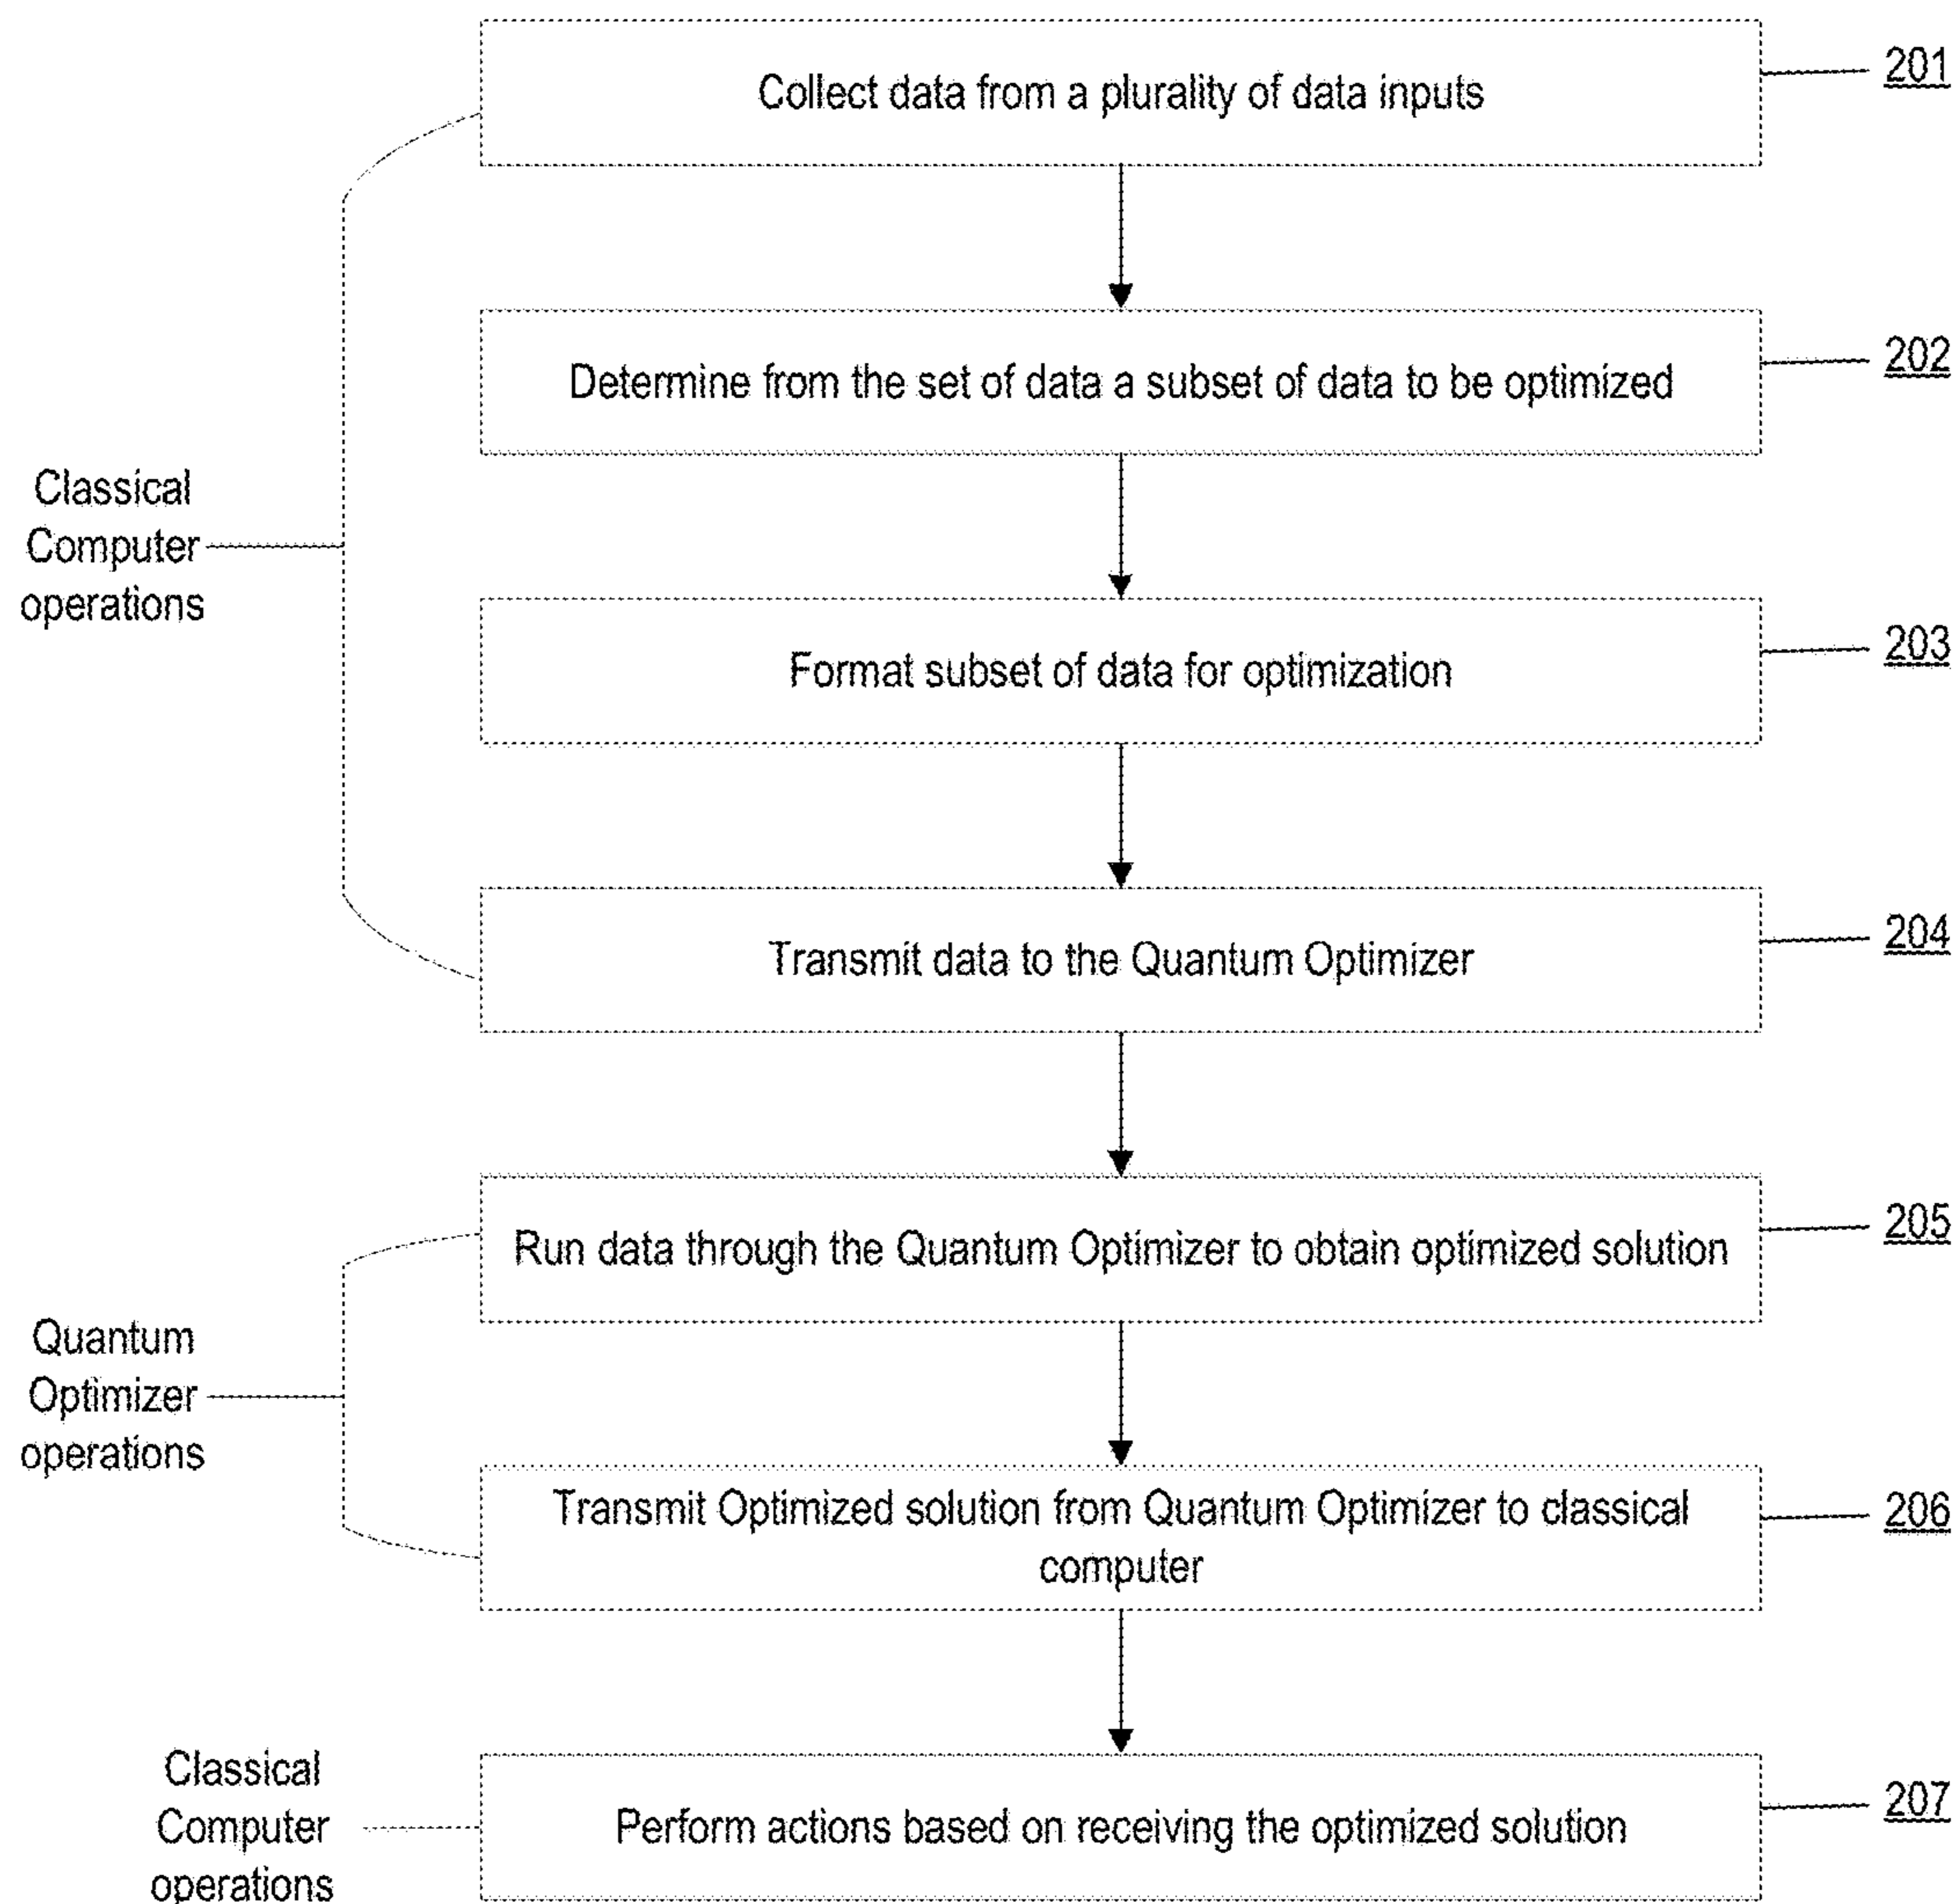 Collect data from a plurality of data inputs
201
Determine from the set of data a subset of data to be optimized
202
Classical
Computer
operations
Format subset of data for optimization
203
Transmit data to the Quantum Optimizer
204
Run data through the Quantum Optimizer to obtain optimized solution
205
Quantum
Optimizer
operations
Transmit Optimized solution from Quantum Optimizer to classical
computer
206
Classical
Computer
operations
Perform actions based on receiving the optimized solution
207